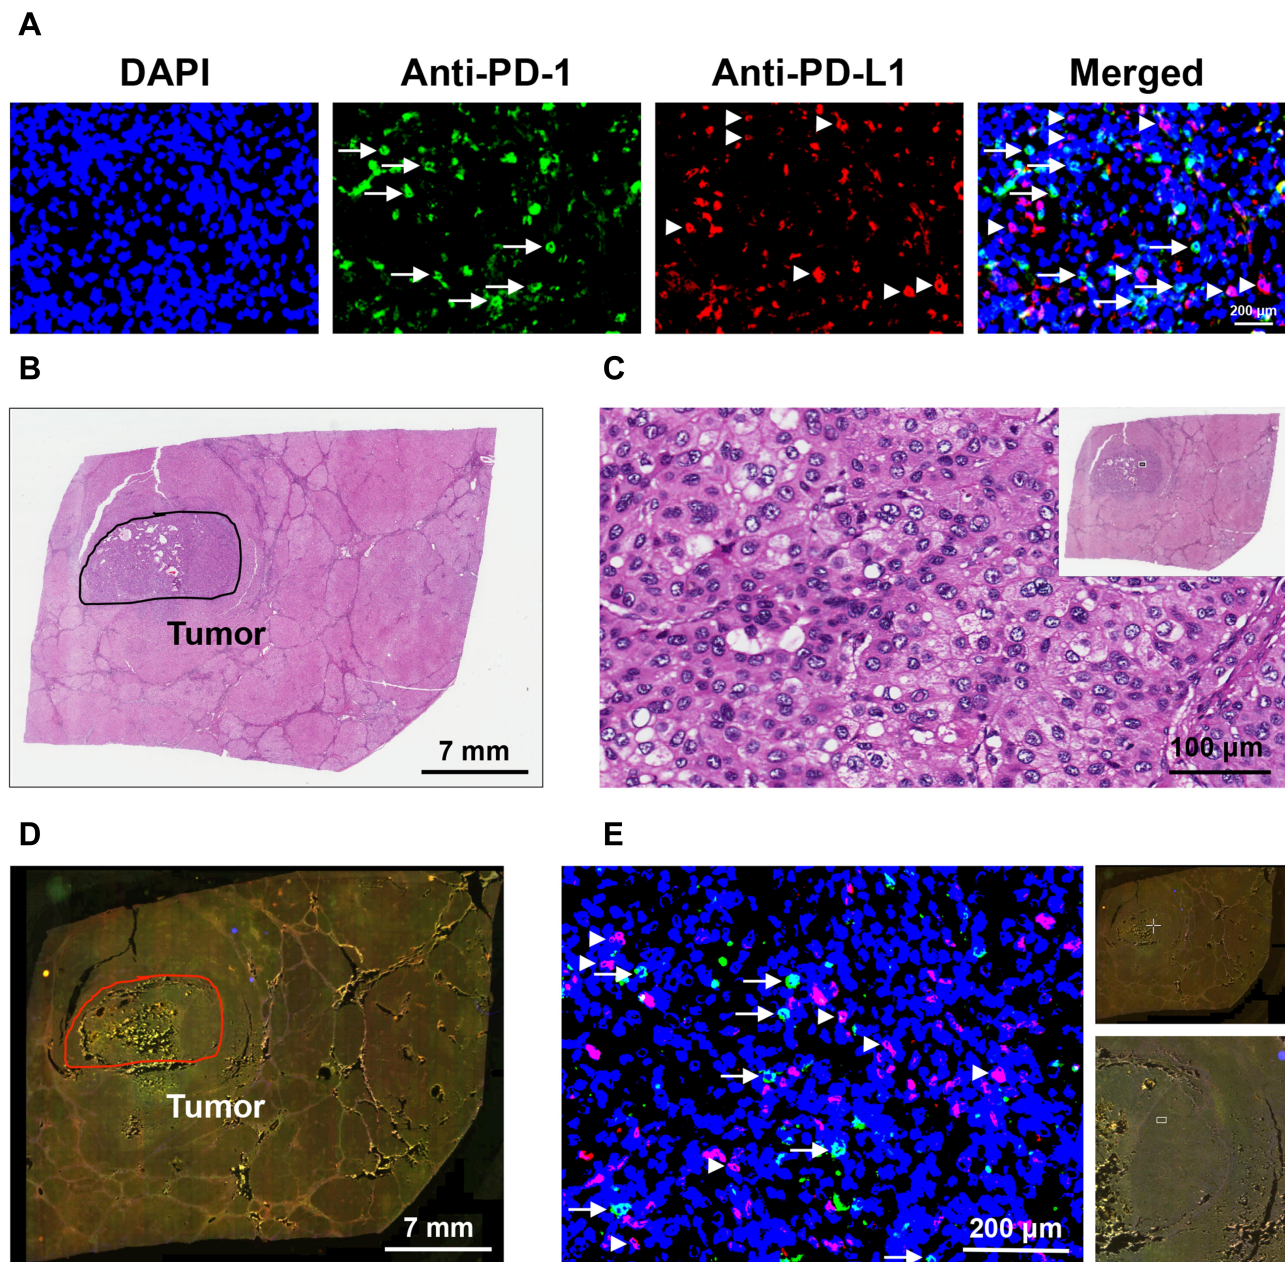 A
DAPI Anti-PD-1 Anti-PD-L1 Merged
200 µm
B
C
Tumor
7 mm
100 µm
D
E
Tumor
7 mm
200 µm